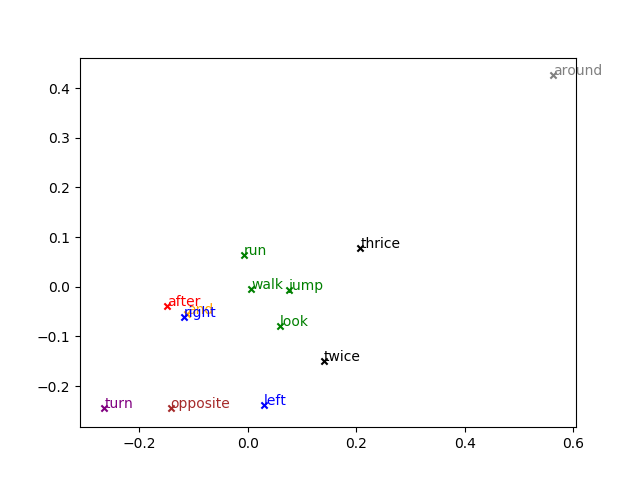 around
0.4
0.3
0.2
0.1
0.0
−0.1
−0.2
thrice
run
walk
jump
after
and
right
look
twice
turn
opposite
left
−0.2
0.0
0.2
0.4
0.6